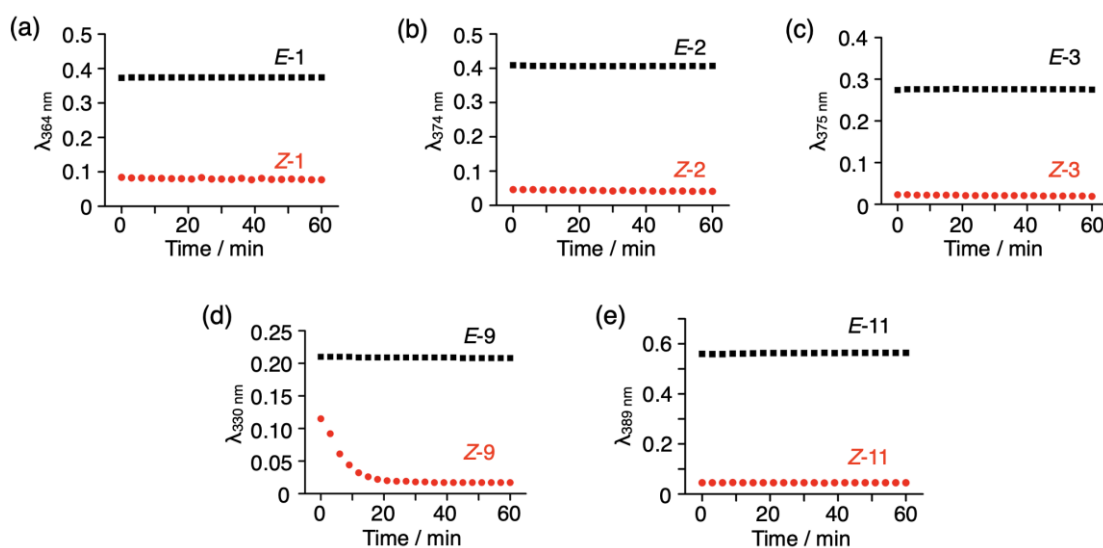 (a)
0.5
0.4
0.3
0.2
0.1
0
λ364 nm
E-1
Z-1
0 20 40 60
Time / min
(b)
0.5
0.4
0.3
0.2
0.1
0
λ374 nm
E-2
Z-2
0 20 40 60
Time / min
(c)
0.4
0.3
0.2
0.1
0
λ375 nm
E-3
Z-3
0 20 40 60
Time / min
(d)
0.25
0.20
0.15
0.10
0.05
0
λ330 nm
E-9
Z-9
0 20 40 60
Time / min
(e)
0.6
0.4
0.2
0
λ389 nm
E-11
Z-11
0 20 40 60
Time / min